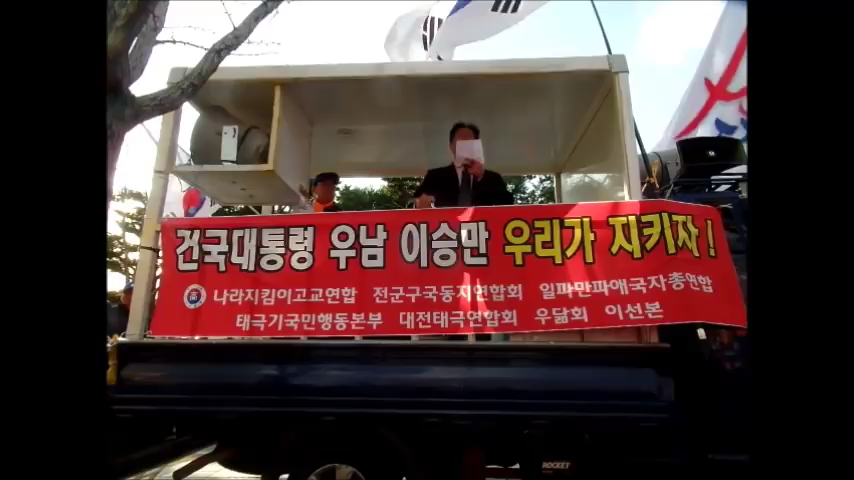 건국대통령 우남 이승만 우리가 지키자!
나라지킴이고교연합 전군구국동지연합회 일파만파애국자총연합
태극기국민행동본부 대전태극연합회 우닮회 이선본
ROCKET